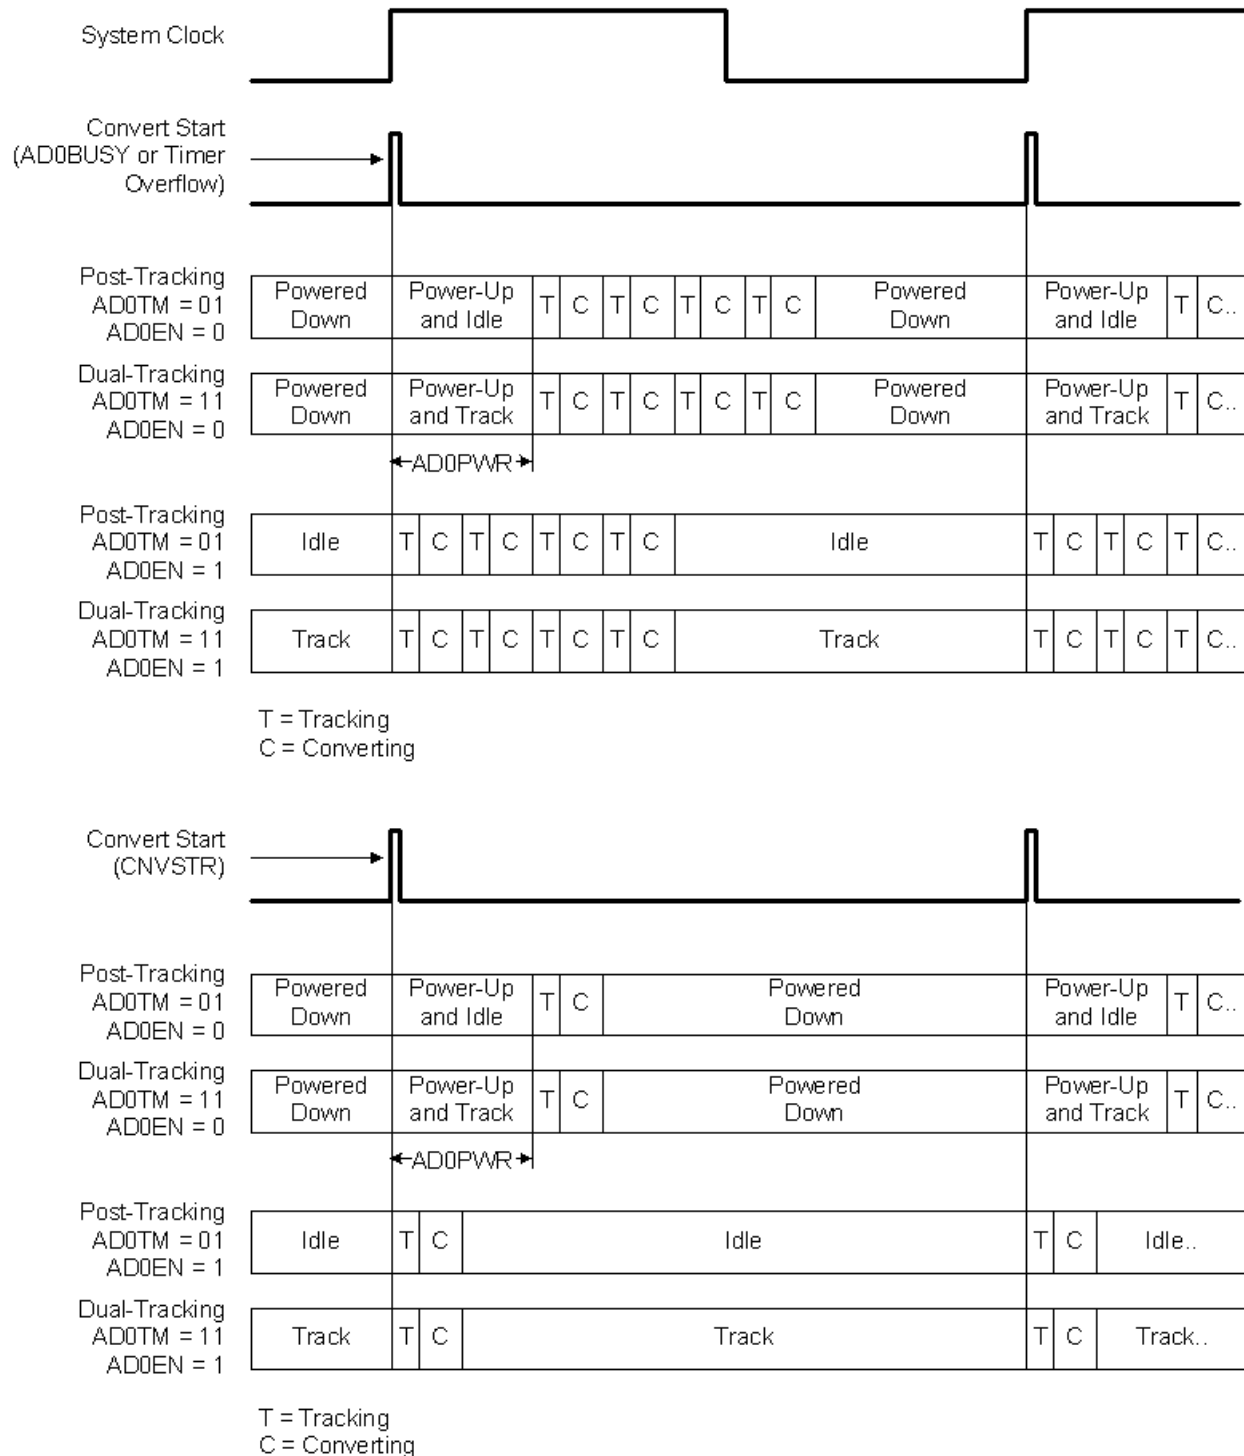 System Clock
Convert Start
(AD0BUSY or Timer
Overflow)
Post-Tracking
AD0TM = 01
AD0EN = 0
Powered
Down
Power-Up
and Idle
T C T C T C T C
Powered
Down
Power-Up
and Idle
T C..
Dual-Tracking
AD0TM = 11
AD0EN = 0
Powered
Down
Power-Up
and Track
T C T C T C T C
Powered
Down
Power-Up
and Track
T C..
AD0PWR
Post-Tracking
AD0TM = 01
AD0EN = 1
Idle
T C T C T C T C
Idle
T C T C T C..
Dual-Tracking
AD0TM = 11
AD0EN = 1
Track
T C T C T C T C
Track
T C T C T C..
T = Tracking
C = Converting
Convert Start
(CNVSTR)
Post-Tracking
AD0TM = 01
AD0EN = 0
Powered
Down
Power-Up
and Idle
T C
Powered
Down
Power-Up
and Idle
T C..
Dual-Tracking
AD0TM = 11
AD0EN = 0
Powered
Down
Power-Up
and Track
T C
Powered
Down
Power-Up
and Track
T C..
AD0PWR
Post-Tracking
AD0TM = 01
AD0EN = 1
Idle
T C
Idle
T C
Idle..
Dual-Tracking
AD0TM = 11
AD0EN = 1
Track
T C
Track
T C
Track..
T = Tracking
C = Converting